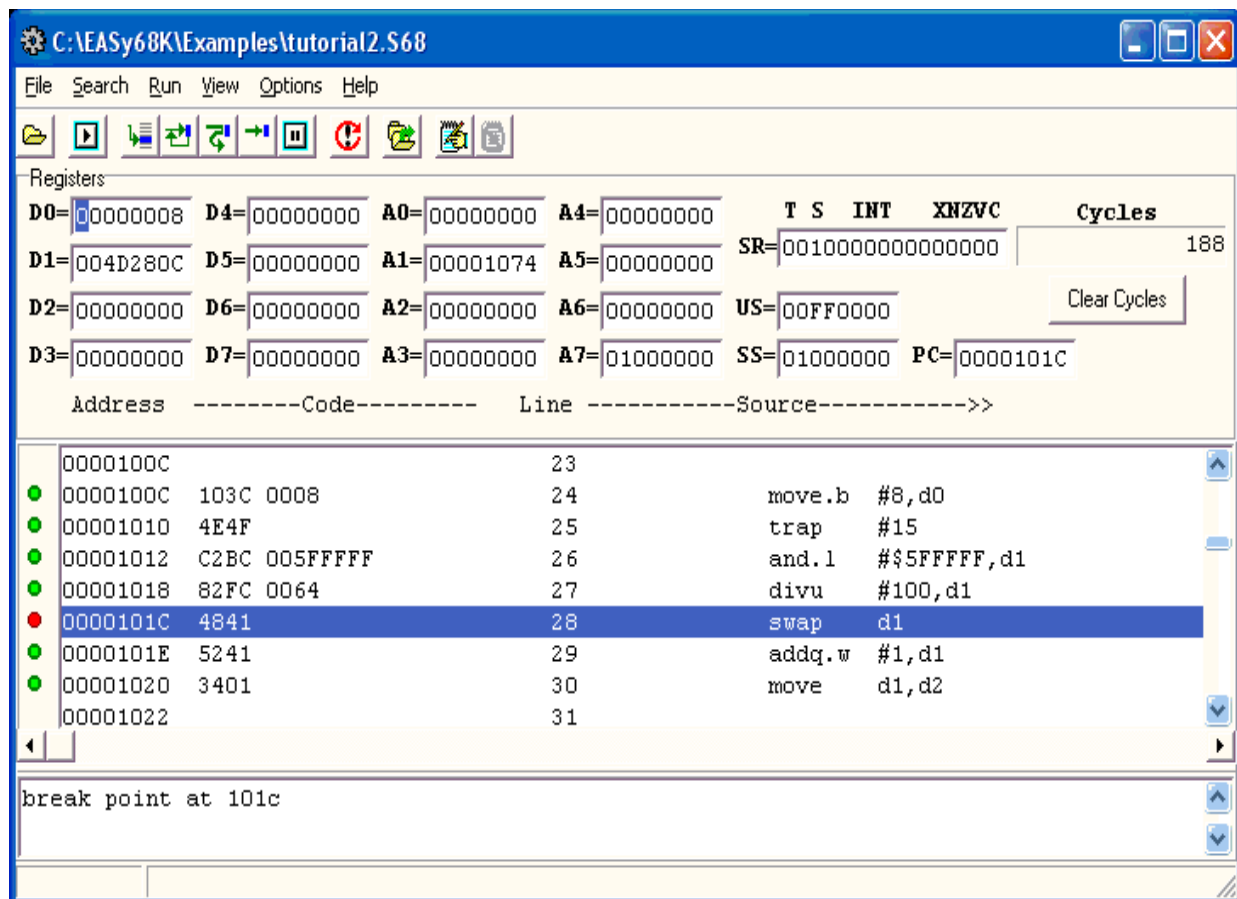 C:\EASy68K\Examples\tutorial2.S68
File Search Run View Options Help
Registers
D0= 00000008 D4= 00000000 A0= 00000000 A4= 00000000 T S INT XNZVC Cycles
D1= 004D280C D5= 00000000 A1= 00001074 A5= 00000000 SR= 0010000000000000 188
D2= 00000000 D6= 00000000 A2= 00000000 A6= 00000000 US= 00FF0000 Clear Cycles
D3= 00000000 D7= 00000000 A3= 00000000 A7= 01000000 SS= 01000000 PC= 0000101C
Address --------Code--------- Line -----------Source----------->>
0000100C 23
0000100C 103C 0008 24 move.b #8,d0
00001010 4E4F 25 trap #15
00001012 C2BC 005FFFFF 26 and.l #$5FFFFF,d1
00001018 82FC 0064 27 divu #100,d1
0000101C 4841 28 swap d1
0000101E 5241 29 addq.w #1,d1
00001020 3401 30 move d1,d2
00001022 31
break point at 101c